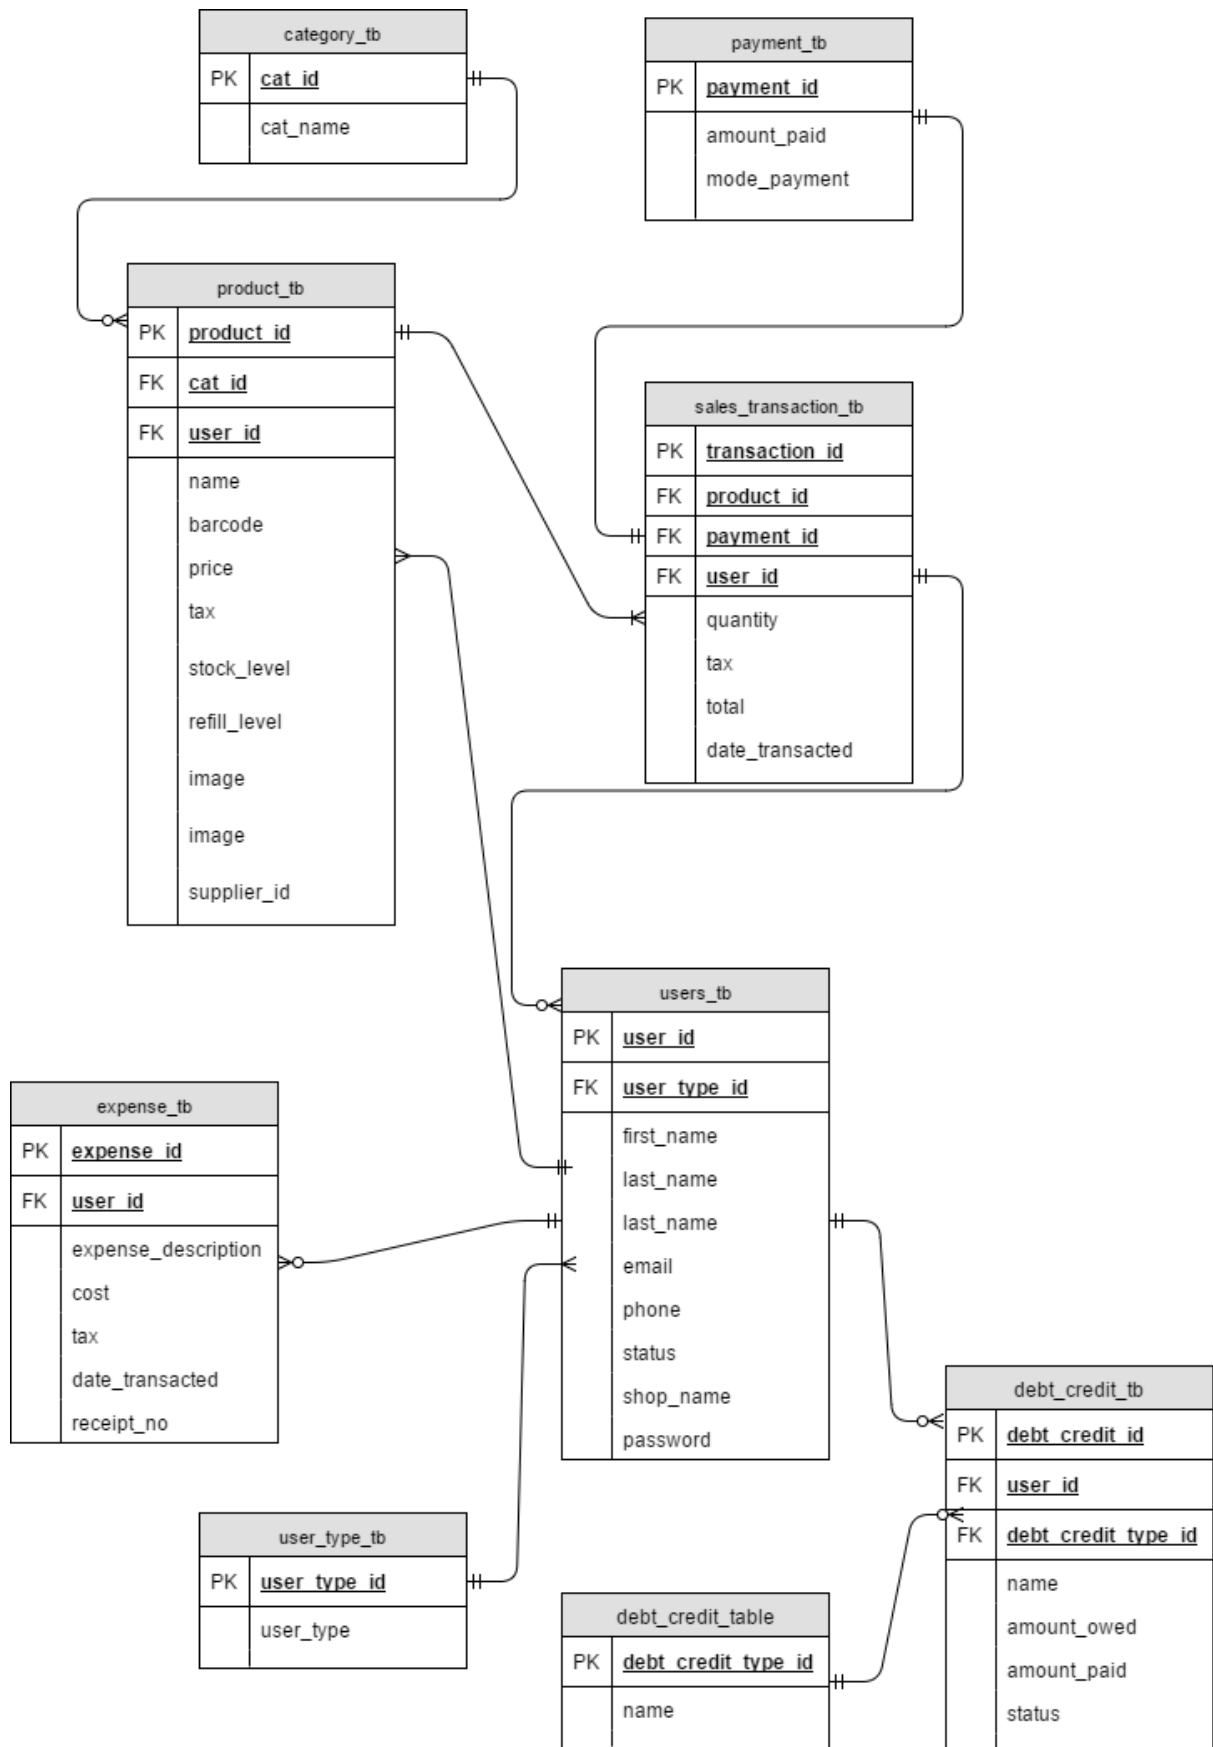 category_tb
PK cat_id
cat_name
payment_tb
PK payment_id
amount_paid
mode_payment
product_tb
PK product_id
FK cat_id
FK user_id
name
barcode
price
tax
stock_level
refill_level
image
image
supplier_id
sales_transaction_tb
PK transaction_id
FK product_id
FK payment_id
FK user_id
quantity
tax
total
date_transacted
users_tb
PK user_id
FK user_type_id
first_name
last_name
last_name
email
phone
status
shop_name
password
expense_tb
PK expense_id
FK user_id
expense_description
cost
tax
date_transacted
receipt_no
debt_credit_tb
PK debt_credit_id
FK user_id
FK debt_credit_type_id
name
amount_owed
amount_paid
status
user_type_tb
PK user_type_id
user_type
debt_credit_table
PK debt_credit_type_id
name